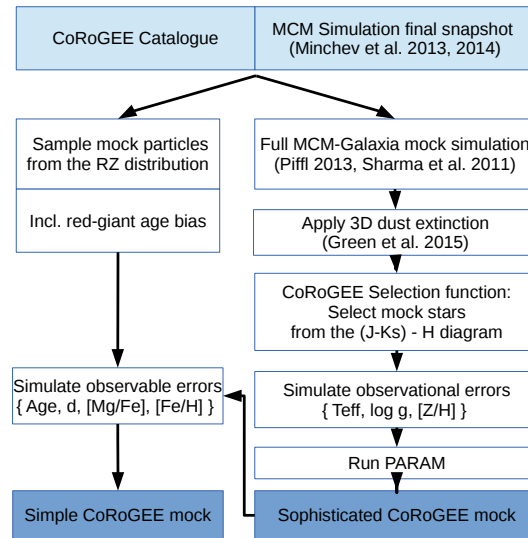 CoRoGEE Catalogue
MCM Simulation final snapshot
(Minchev et al. 2013, 2014)
Sample mock particles
from the RZ distribution
Incl. red-giant age bias
Full MCM-Galaxia mock simulation
(Piffl 2013, Sharma et al. 2011)
Apply 3D dust extinction
(Green et al. 2015)
CoRoGEE Selection function:
Select mock stars
from the (J-Ks) - H diagram
Simulate observable errors
{ Age, d, [Mg/Fe], [Fe/H] }
Simulate observational errors
{ Teff, log g, [Z/H] }
Run PARAM
Simple CoRoGEE mock
Sophisticated CoRoGEE mock